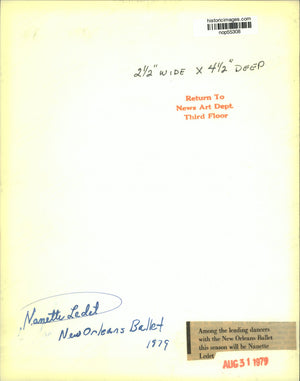 historicimages.com
nop55308
2½" WIDE X 4½" DEEP
Return To
News Art Dept.
Third Floor
Nanette Ledet
New Orleans Ballet
1979
Among the leading dancers
with the New Orleans Ballet
this season will be Nanette
Ledet
AUG 31 1979